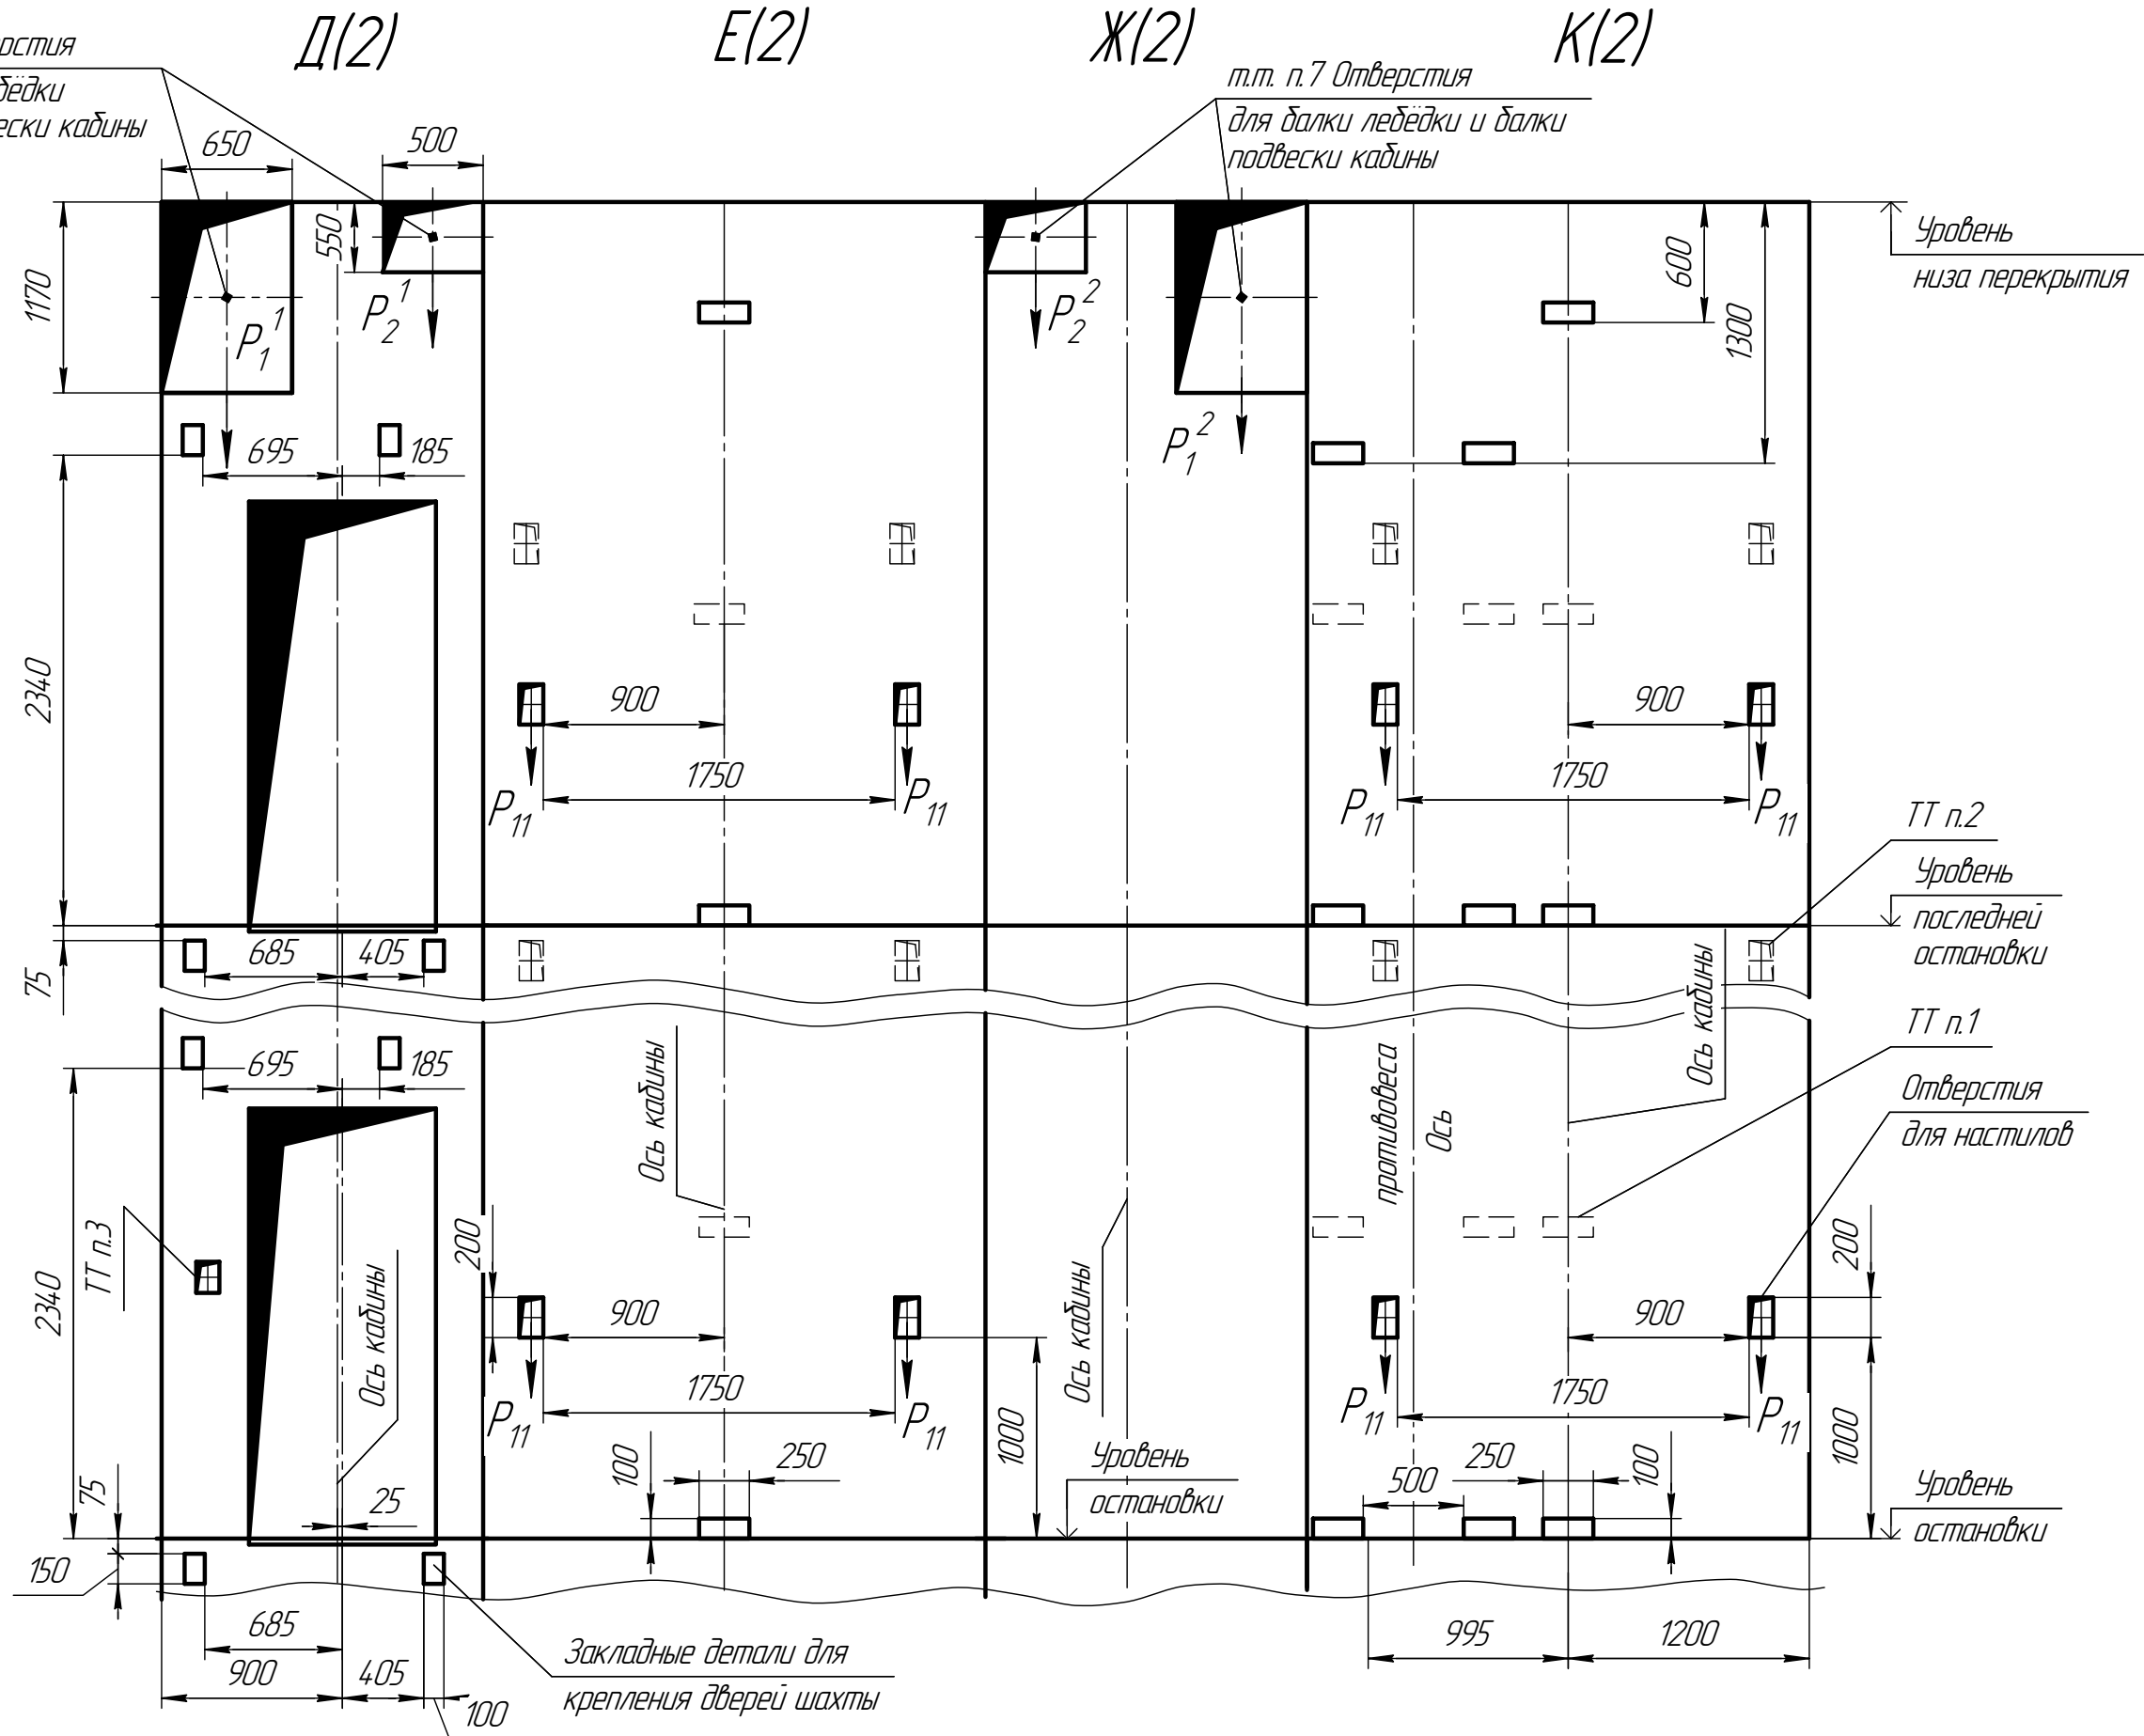 Д(2)
Е(2)
Ж(2)
К(2)
подвески кабины
т.т. п.7 Отверстия
для балки лебёдки и балки
кабины
650
500
550
1170
P₁¹
P₂¹
P₂²
P₁²
600
1300
Уровень
низа перекрытия
695
185
2340
900
1750
P₁₁
P₁₁
900
1750
P₁₁
P₁₁
ТТ п.2
Уровень
последней
остановки
685
405
75
695
185
2340
Ось кабины
противовеса
Ось
Ось кабины
ТТ п.1
Отверстия
для настилов
ТТ п.3
Ось кабины
200
900
1750
P₁₁
P₁₁
1000
Ось кабины
900
1750
P₁₁
P₁₁
200
1000
75
25
100
250
Уровень
остановки
500
250
100
Уровень
остановки
150
685
900
405
100
Закладные детали для
крепления дверей шахты
995
1200